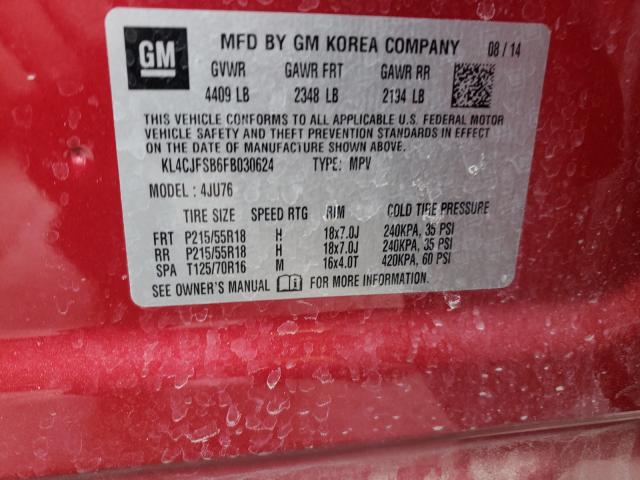 GM MFD BY GM KOREA COMPANY 08 / 14
GVWR GAWR FRT GAWR RR
4409 LB 2348 LB 2134 LB
THIS VEHICLE CONFORMS TO ALL APPLICABLE U.S. FEDERAL MOTOR
VEHICLE SAFETY AND THEFT PREVENTION STANDARDS IN EFFECT
ON THE DATE OF MANUFACTURE SHOWN ABOVE.
KL4CJFSB6FB030624 TYPE: MPV
MODEL : 4JU76
TIRE SIZE SPEED RTG RIM COLD TIRE PRESSURE
FRT P215/55R18 H 18x7.0J 240KPA, 35 PSI
RR P215/55R18 H 18x7.0J 240KPA, 35 PSI
SPA T125/70R16 M 16x4.0T 420KPA, 60 PSI
SEE OWNER'S MANUAL FOR MORE INFORMATION.